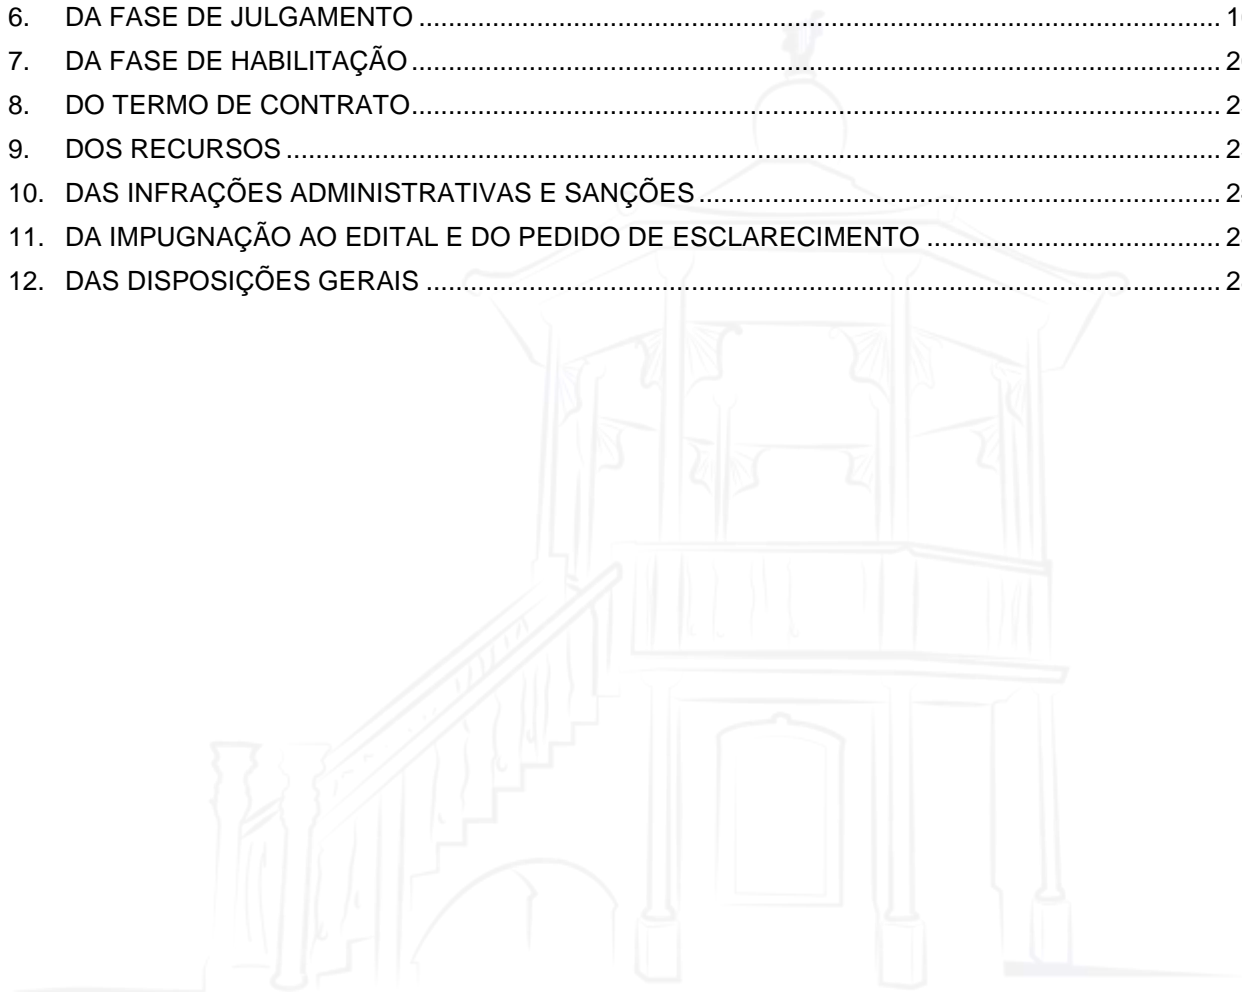 6. DA FASE DE JULGAMENTO
7. DA FASE DE HABILITAÇÃO
8. DO TERMO DE CONTRATO
9. DOS RECURSOS
10. DAS INFRAÇÕES ADMINISTRATIVAS E SANÇÕES
11. DA IMPUGNAÇÃO AO EDITAL E DO PEDIDO DE ESCLARECIMENTO
12. DAS DISPOSIÇÕES GERAIS